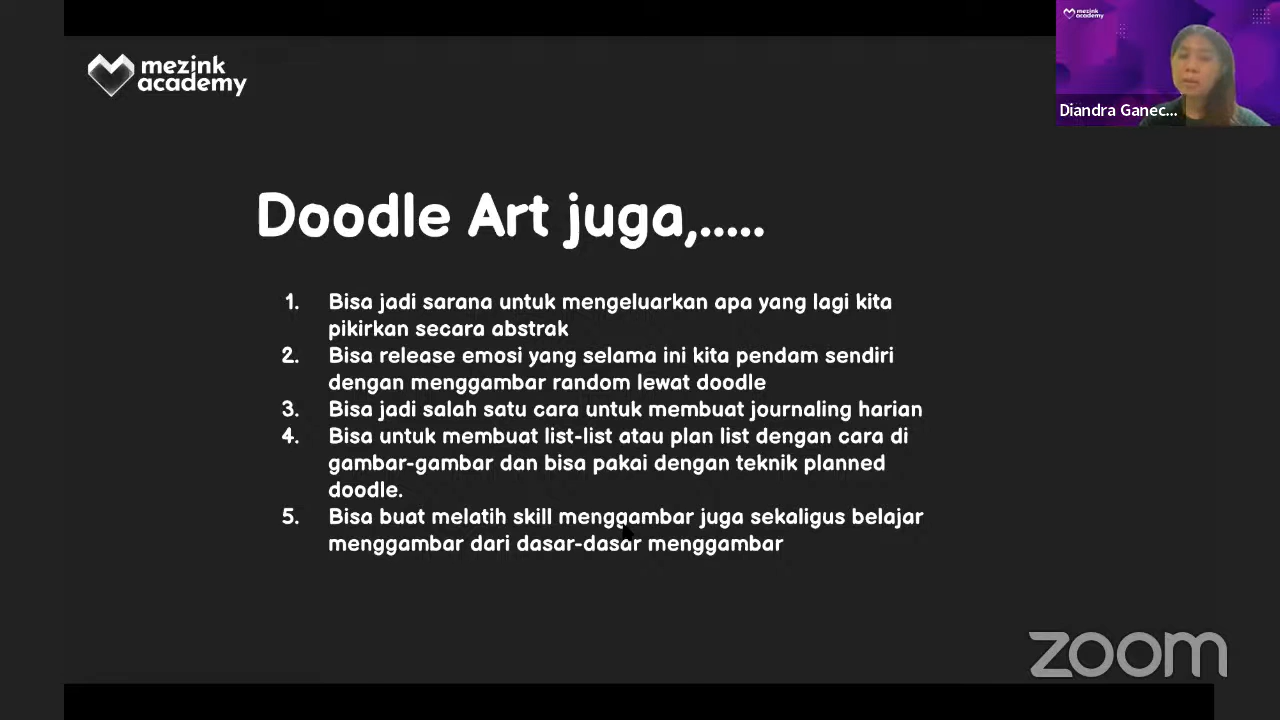 mezink
academy
mezink
academy
Diandra Ganec...
Doodle Art juga,.....
1. Bisa jadi sarana untuk mengeluarkan apa yang lagi kita
pikirkan secara abstrak
2. Bisa release emosi yang selama ini kita pendam sendiri
dengan menggambar random lewat doodle
3. Bisa jadi salah satu cara untuk membuat journaling harian
4. Bisa untuk membuat list-list atau plan list dengan cara di
gambar-gambar dan bisa pakai dengan teknik planned
doodle.
5. Bisa buat melatih skill menggambar juga sekaligus belajar
menggambar dari dasar-dasar menggambar
zoom